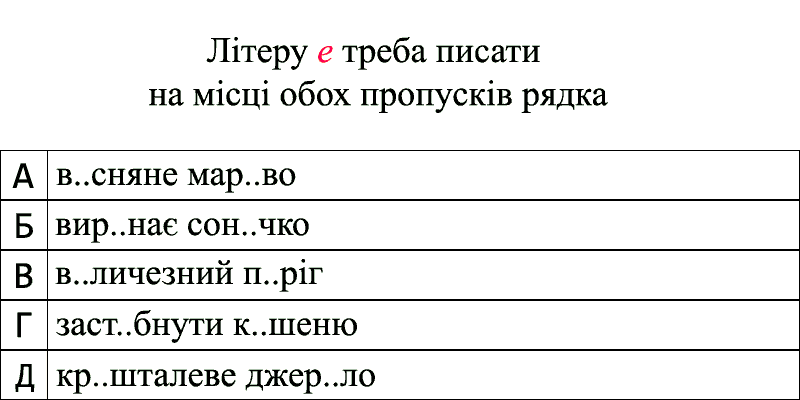 Літеру е треба писати
на місці обох пропусків рядка
А в..сняне мар..во
Б вир..нає сон..чко
В в..личезний п..ріг
Г заст..бнути к..шеню
Д кр..шталеве джер..ло